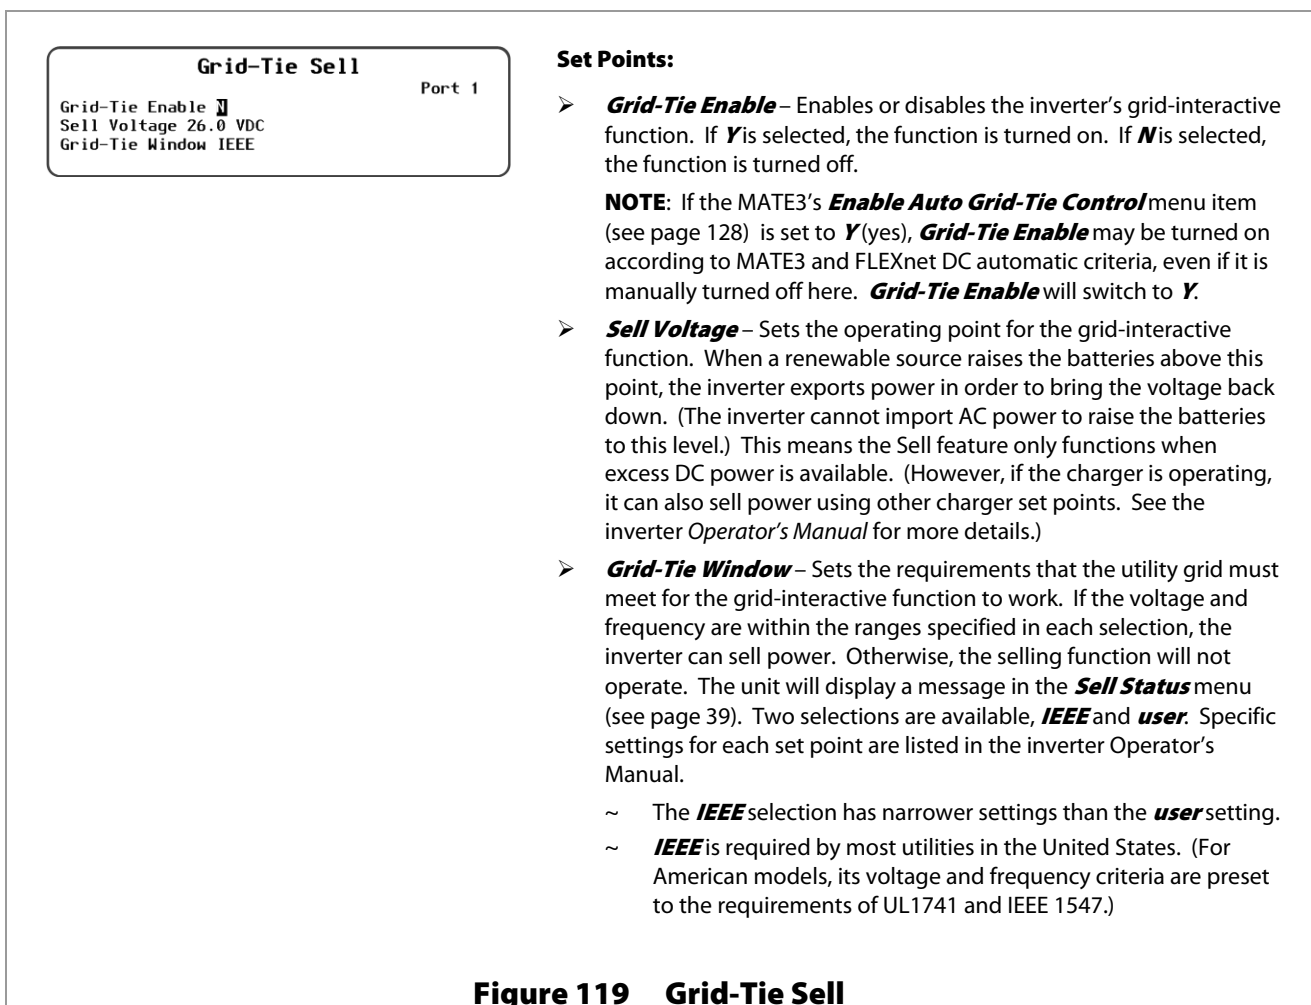 Grid-Tie Sell
Port 1
Grid-Tie Enable N
Sell Voltage 26.0 VDC
Grid-Tie Window IEEE
Set Points:
➢ Grid-Tie Enable – Enables or disables the inverter's grid-interactive
function. If Y is selected, the function is turned on. If N is selected,
the function is turned off.
NOTE: If the MATE3's Enable Auto Grid-Tie Control menu item
(see page 128) is set to Y (yes), Grid-Tie Enable may be turned on
according to MATE3 and FLEXnet DC automatic criteria, even if it is
manually turned off here. Grid-Tie Enable will switch to Y.
➢ Sell Voltage – Sets the operating point for the grid-interactive
function. When a renewable source raises the batteries above this
point, the inverter exports power in order to bring the voltage back
down. (The inverter cannot import AC power to raise the batteries
to this level.) This means the Sell feature only functions when
excess DC power is available. (However, if the charger is operating,
it can also sell power using other charger set points. See the
inverter Operator's Manual for more details.)
➢ Grid-Tie Window – Sets the requirements that the utility grid must
meet for the grid-interactive function to work. If the voltage and
frequency are within the ranges specified in each selection, the
inverter can sell power. Otherwise, the selling function will not
operate. The unit will display a message in the Sell Status menu
(see page 39). Two selections are available, IEEE and user. Specific
settings for each set point are listed in the inverter Operator's
Manual.
~ The IEEE selection has narrower settings than the user setting.
~ IEEE is required by most utilities in the United States. (For
American models, its voltage and frequency criteria are preset
to the requirements of UL1741 and IEEE 1547.)
Figure 119 Grid-Tie Sell